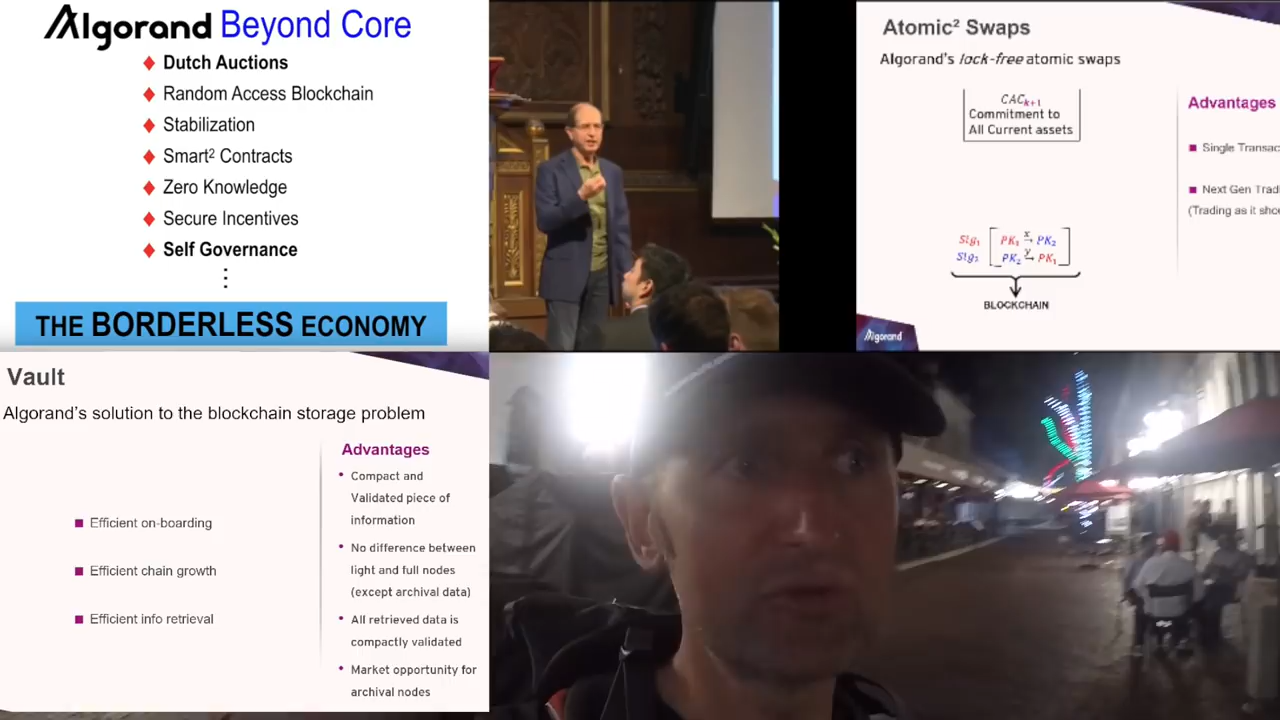 Algorand Beyond Core
Dutch Auctions
Random Access Blockchain
Stabilization
Smart² Contracts
Zero Knowledge
Secure Incentives
Self Governance
THE BORDERLESS ECONOMY
Atomic² Swaps
Algorand's lock-free atomic swaps
CACₖ₊₁
Commitment to
All Current assets
Advantages
Single Transac
Next Gen Tradi
(Trading as it shou
Sig₁ PK₁ x→ PK₂
Sig₂ PK₂ y→ PK₁
BLOCKCHAIN
Algorand
Vault
Algorand's solution to the blockchain storage problem
Efficient on-boarding
Efficient chain growth
Efficient info retrieval
Advantages
Compact and
Validated piece of
information
No difference between
light and full nodes
(except archival data)
All retrieved data is
compactly validated
Market opportunity for
archival nodes